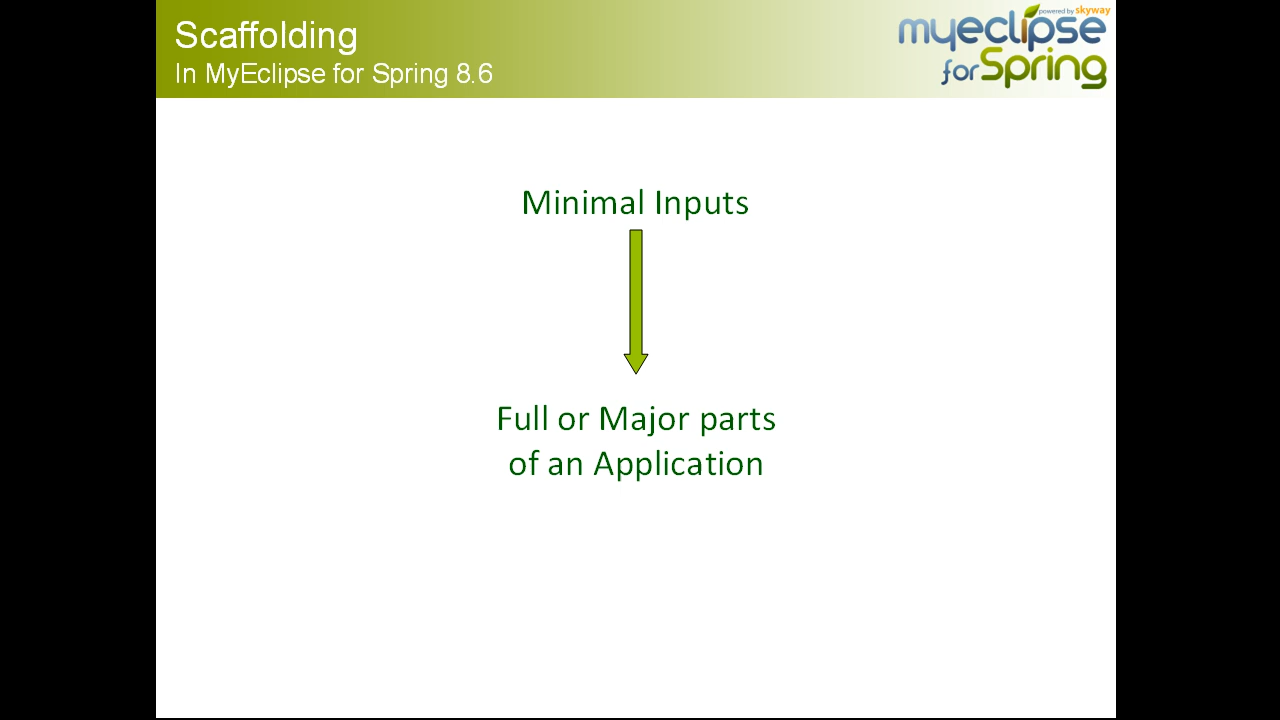 Scaffolding
In MyEclipse for Spring 8.6
powered by skyway
myeclipse
for Spring
Minimal Inputs
Full or Major parts
of an Application